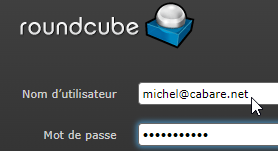 roundcube
Nom d'utilisateur michel@cabare.net
Mot de passe •••••••••••